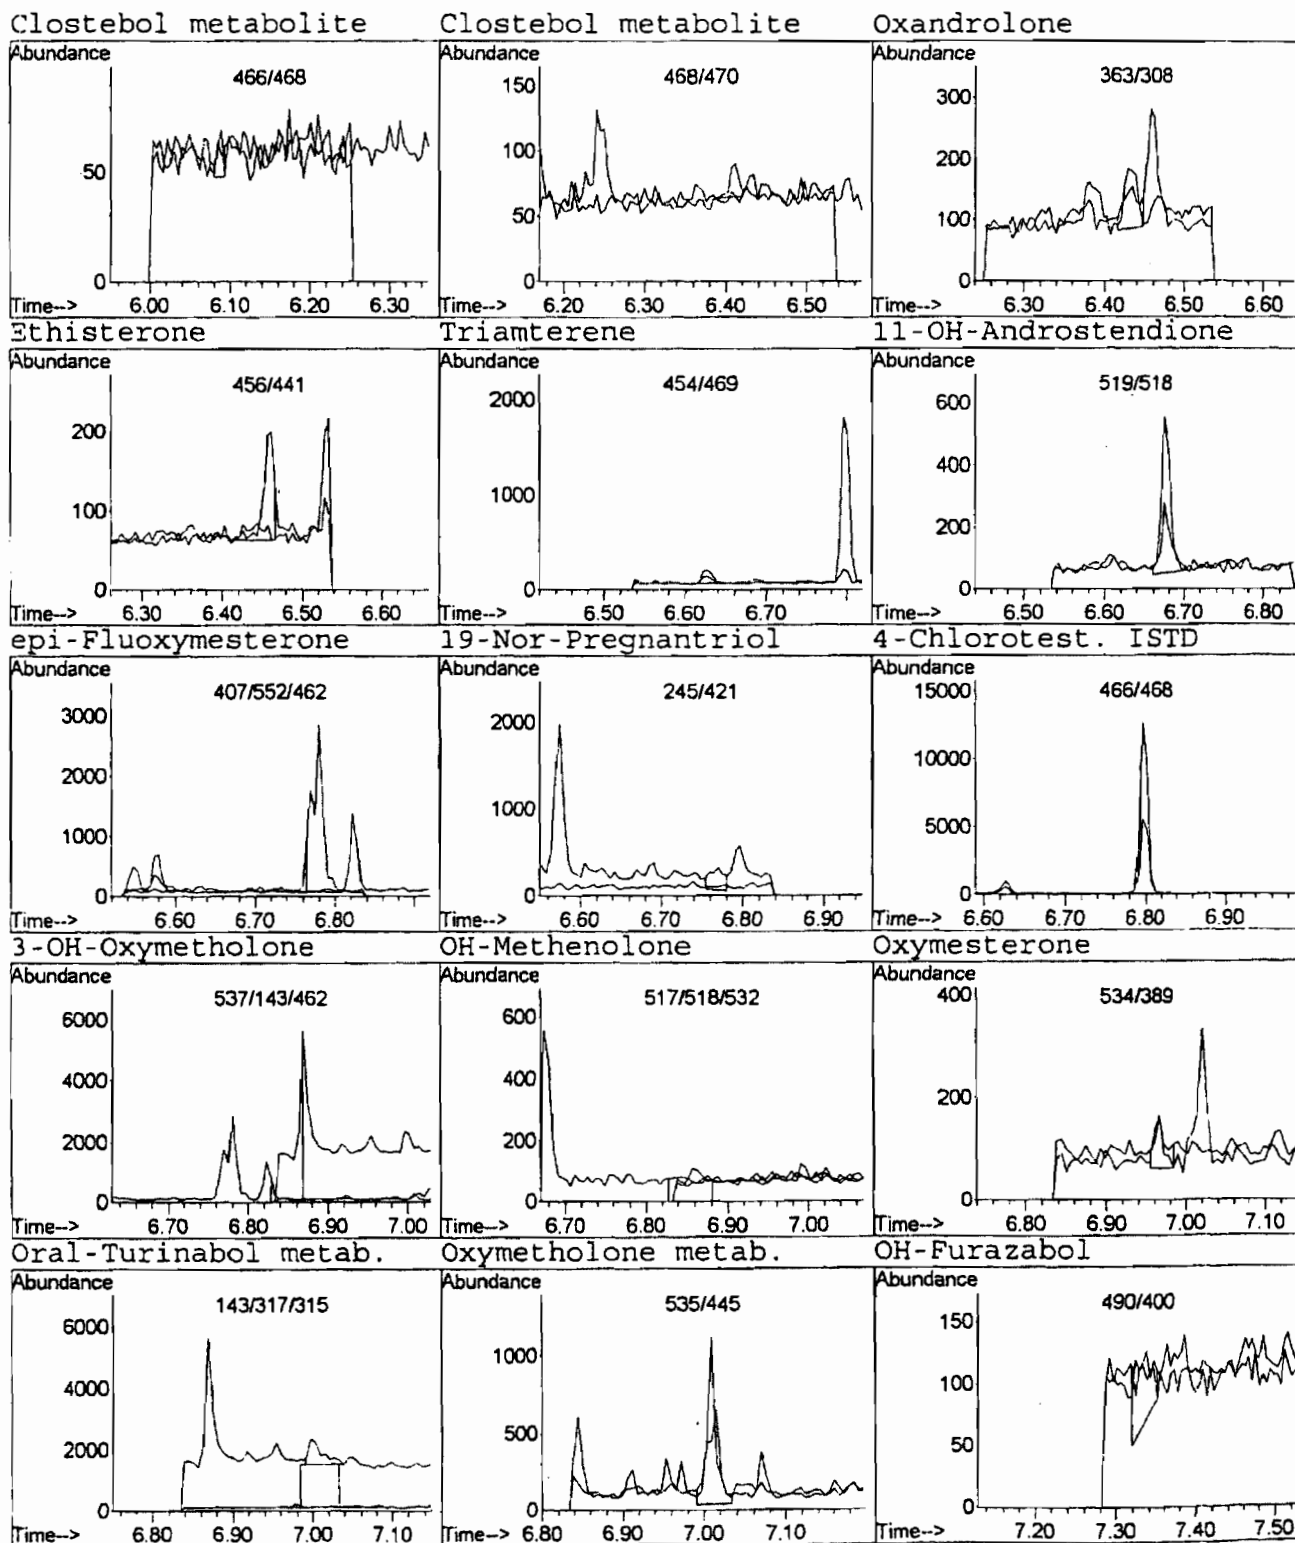 Clostebol metabolite Clostebol metabolite Oxandrolone
Abundance Abundance Abundance
466/468 468/470 363/308
50
0
150
100
50
0
300
200
100
0
Time--> 6.00 6.10 6.20 6.30 Time--> 6.20 6.30 6.40 6.50 Time--> 6.30 6.40 6.50 6.60
Ethisterone Triamterene 11-OH-Androstendione
Abundance Abundance Abundance
456/441 454/469 519/518
200
100
0
2000
1000
0
600
400
200
0
Time--> 6.30 6.40 6.50 6.60 Time--> 6.50 6.60 6.70 Time--> 6.50 6.60 6.70 6.80
epi-Fluoxymesterone 19-Nor-Pregnantriol 4-Chlorotest. ISTD
Abundance Abundance Abundance
407/552/462 245/421 466/468
3000
2000
1000
0
2000
1000
0
15000
10000
5000
0
Time--> 6.60 6.70 6.80 Time--> 6.60 6.70 6.80 6.90 Time--> 6.60 6.70 6.80 6.90
3-OH-Oxymetholone OH-Methenolone Oxymesterone
Abundance Abundance Abundance
537/143/462 517/518/532 534/389
6000
4000
2000
0
600
400
200
0
400
200
0
Time--> 6.70 6.80 6.90 7.00 Time--> 6.70 6.80 6.90 7.00 Time--> 6.80 6.90 7.00 7.10
Oral-Turinabol metab. Oxymetholone metab. OH-Furazabol
Abundance Abundance Abundance
143/317/315 535/445 490/400
6000
4000
2000
0
1000
500
0
150
100
50
0
Time--> 6.80 6.90 7.00 7.10 Time--> 6.80 6.90 7.00 7.10 Time--> 7.20 7.30 7.40 7.50